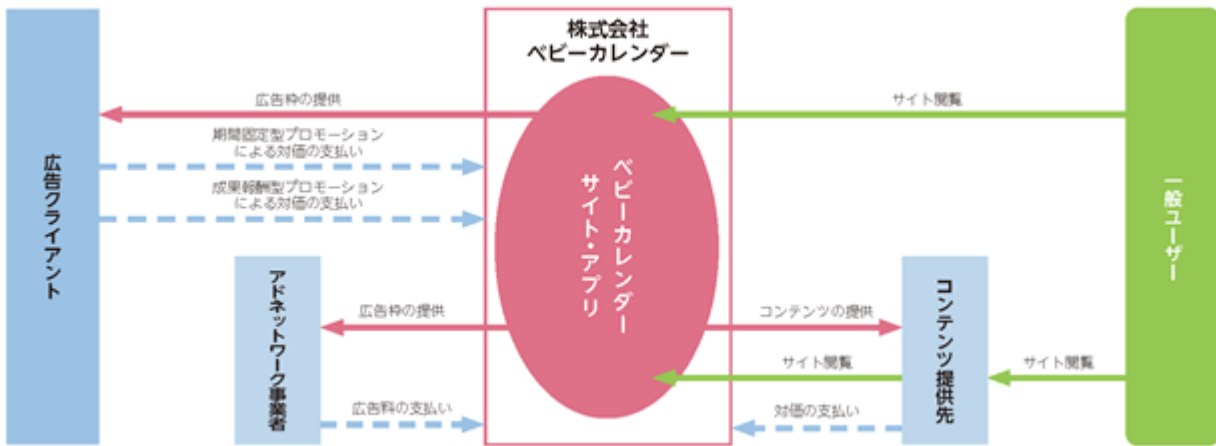 株式会社
ベビーカレンダー
広告クライアント
広告枠の提供
期間固定型プロモーション
による対価の支払い
成果報酬型プロモーション
による対価の支払い
アドネットワーク事業者
広告枠の提供
広告料の支払い
ベビーカレンダー
サイト・アプリ
サイト閲覧
コンテンツの提供
サイト閲覧
対価の支払い
コンテンツ提供先
サイト閲覧
一般ユーザー